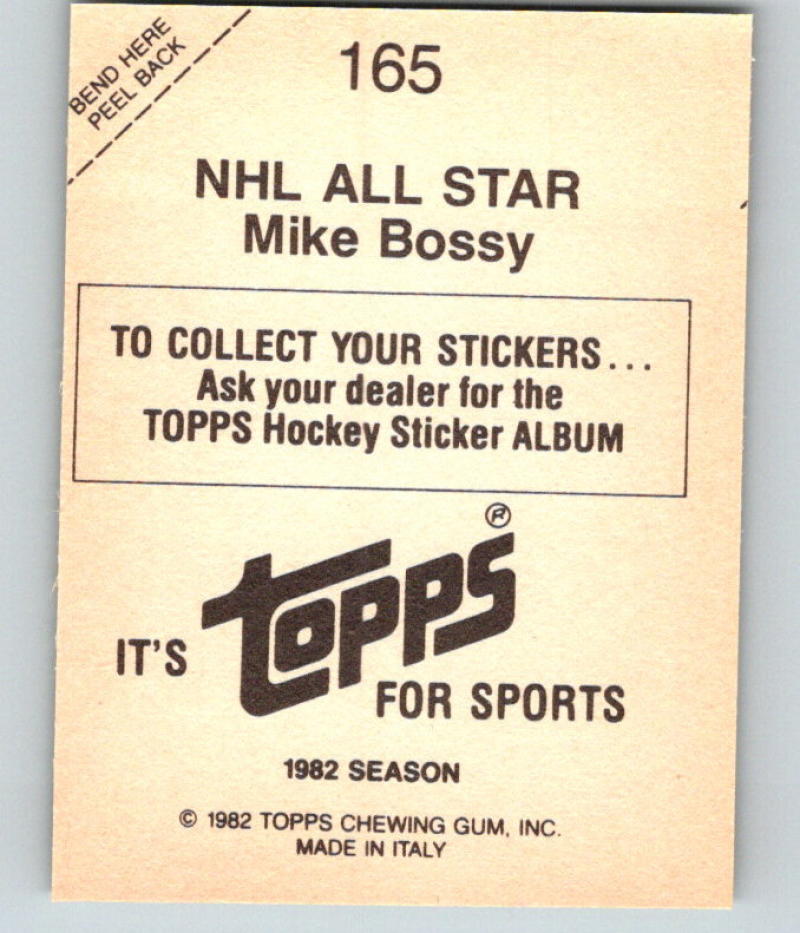 BEND HERE
PEEL BACK
165
NHL ALL STAR
Mike Bossy
TO COLLECT YOUR STICKERS...
Ask your dealer for the
TOPPS Hockey Sticker ALBUM
IT'S topps® FOR SPORTS
1982 SEASON
© 1982 TOPPS CHEWING GUM, INC.
MADE IN ITALY